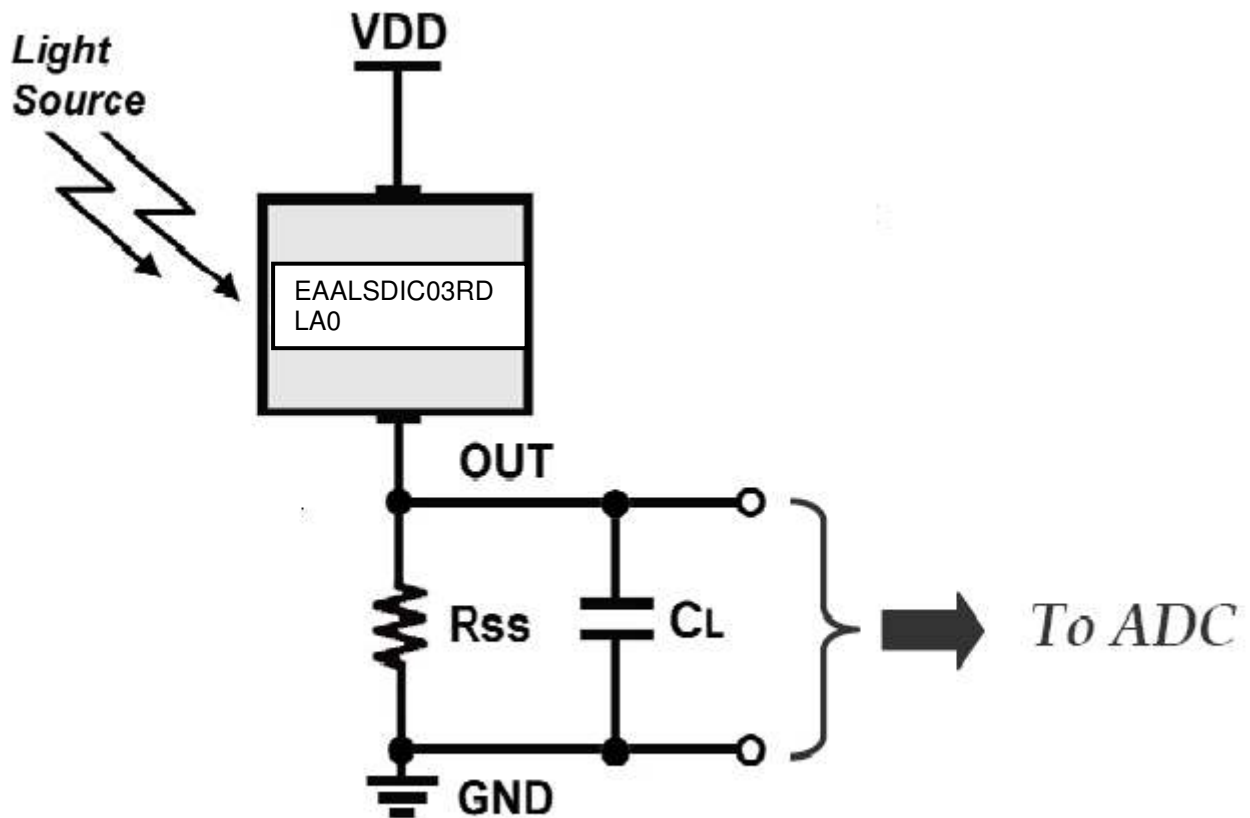 VDD
Light
Source
EAALSDIC03RD
LA0
OUT
Rss
CL
To ADC
GND